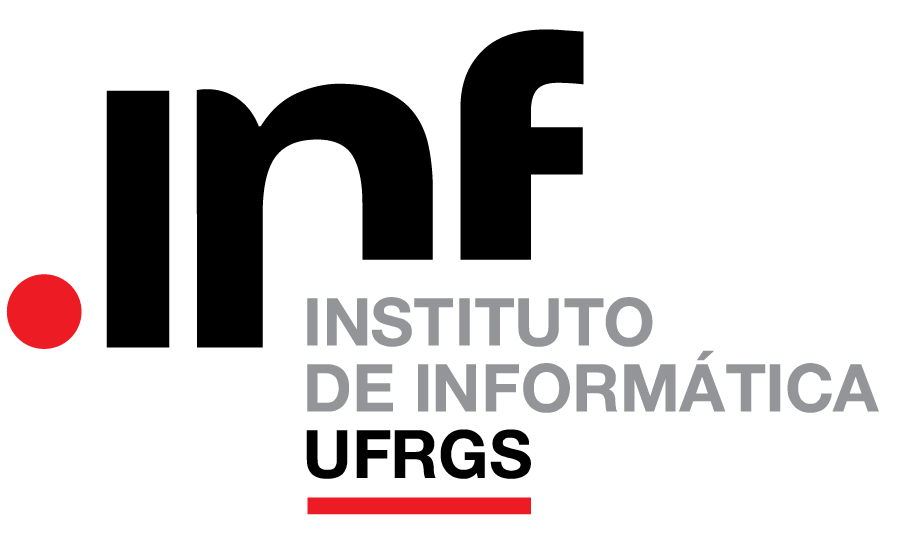 .inf
INSTITUTO
DE INFORMÁTICA
UFRGS